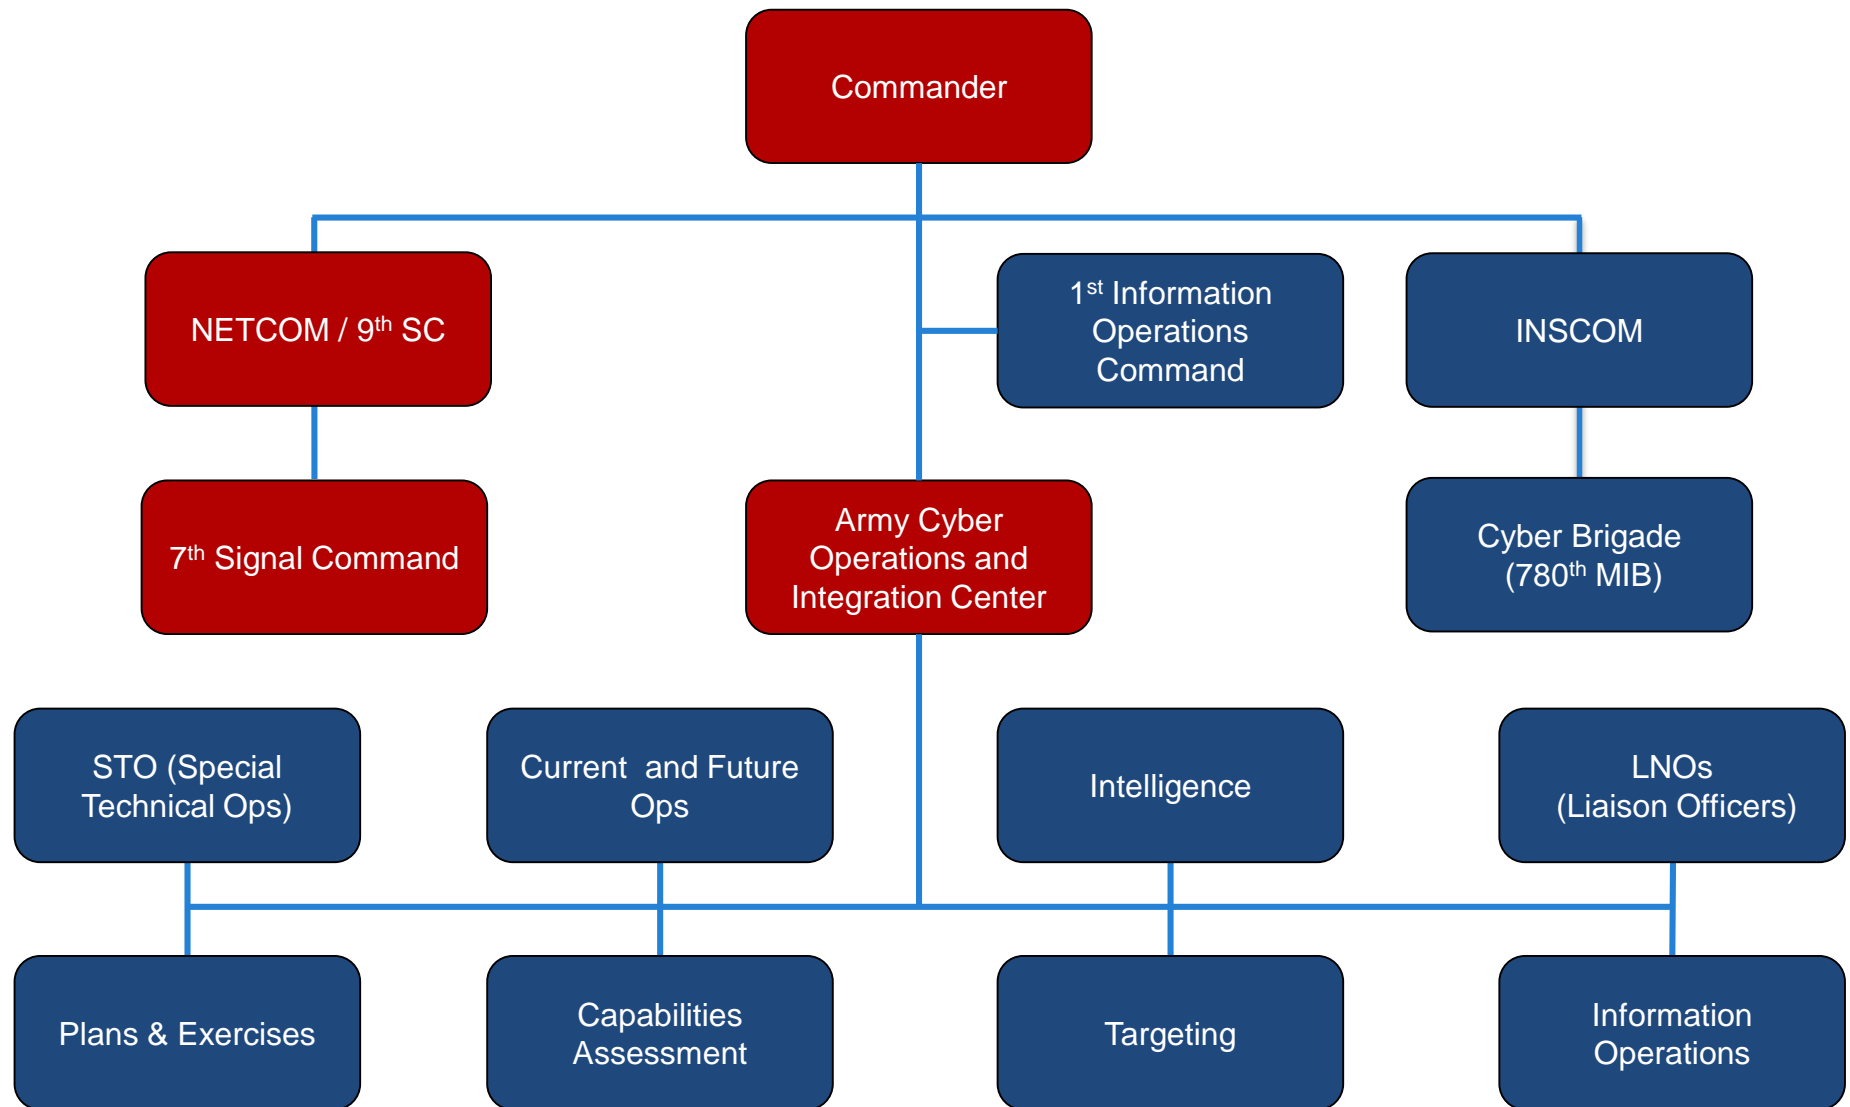 Commander
NETCOM / 9th SC
1st Information
Operations
Command
INSCOM
7th Signal Command
Army Cyber
Operations and
Integration Center
Cyber Brigade
(780th MIB)
STO (Special
Technical Ops)
Current  and Future
Ops
Intelligence
LNOs
(Liaison Officers)
Plans & Exercises
Capabilities
Assessment
Targeting
Information
Operations